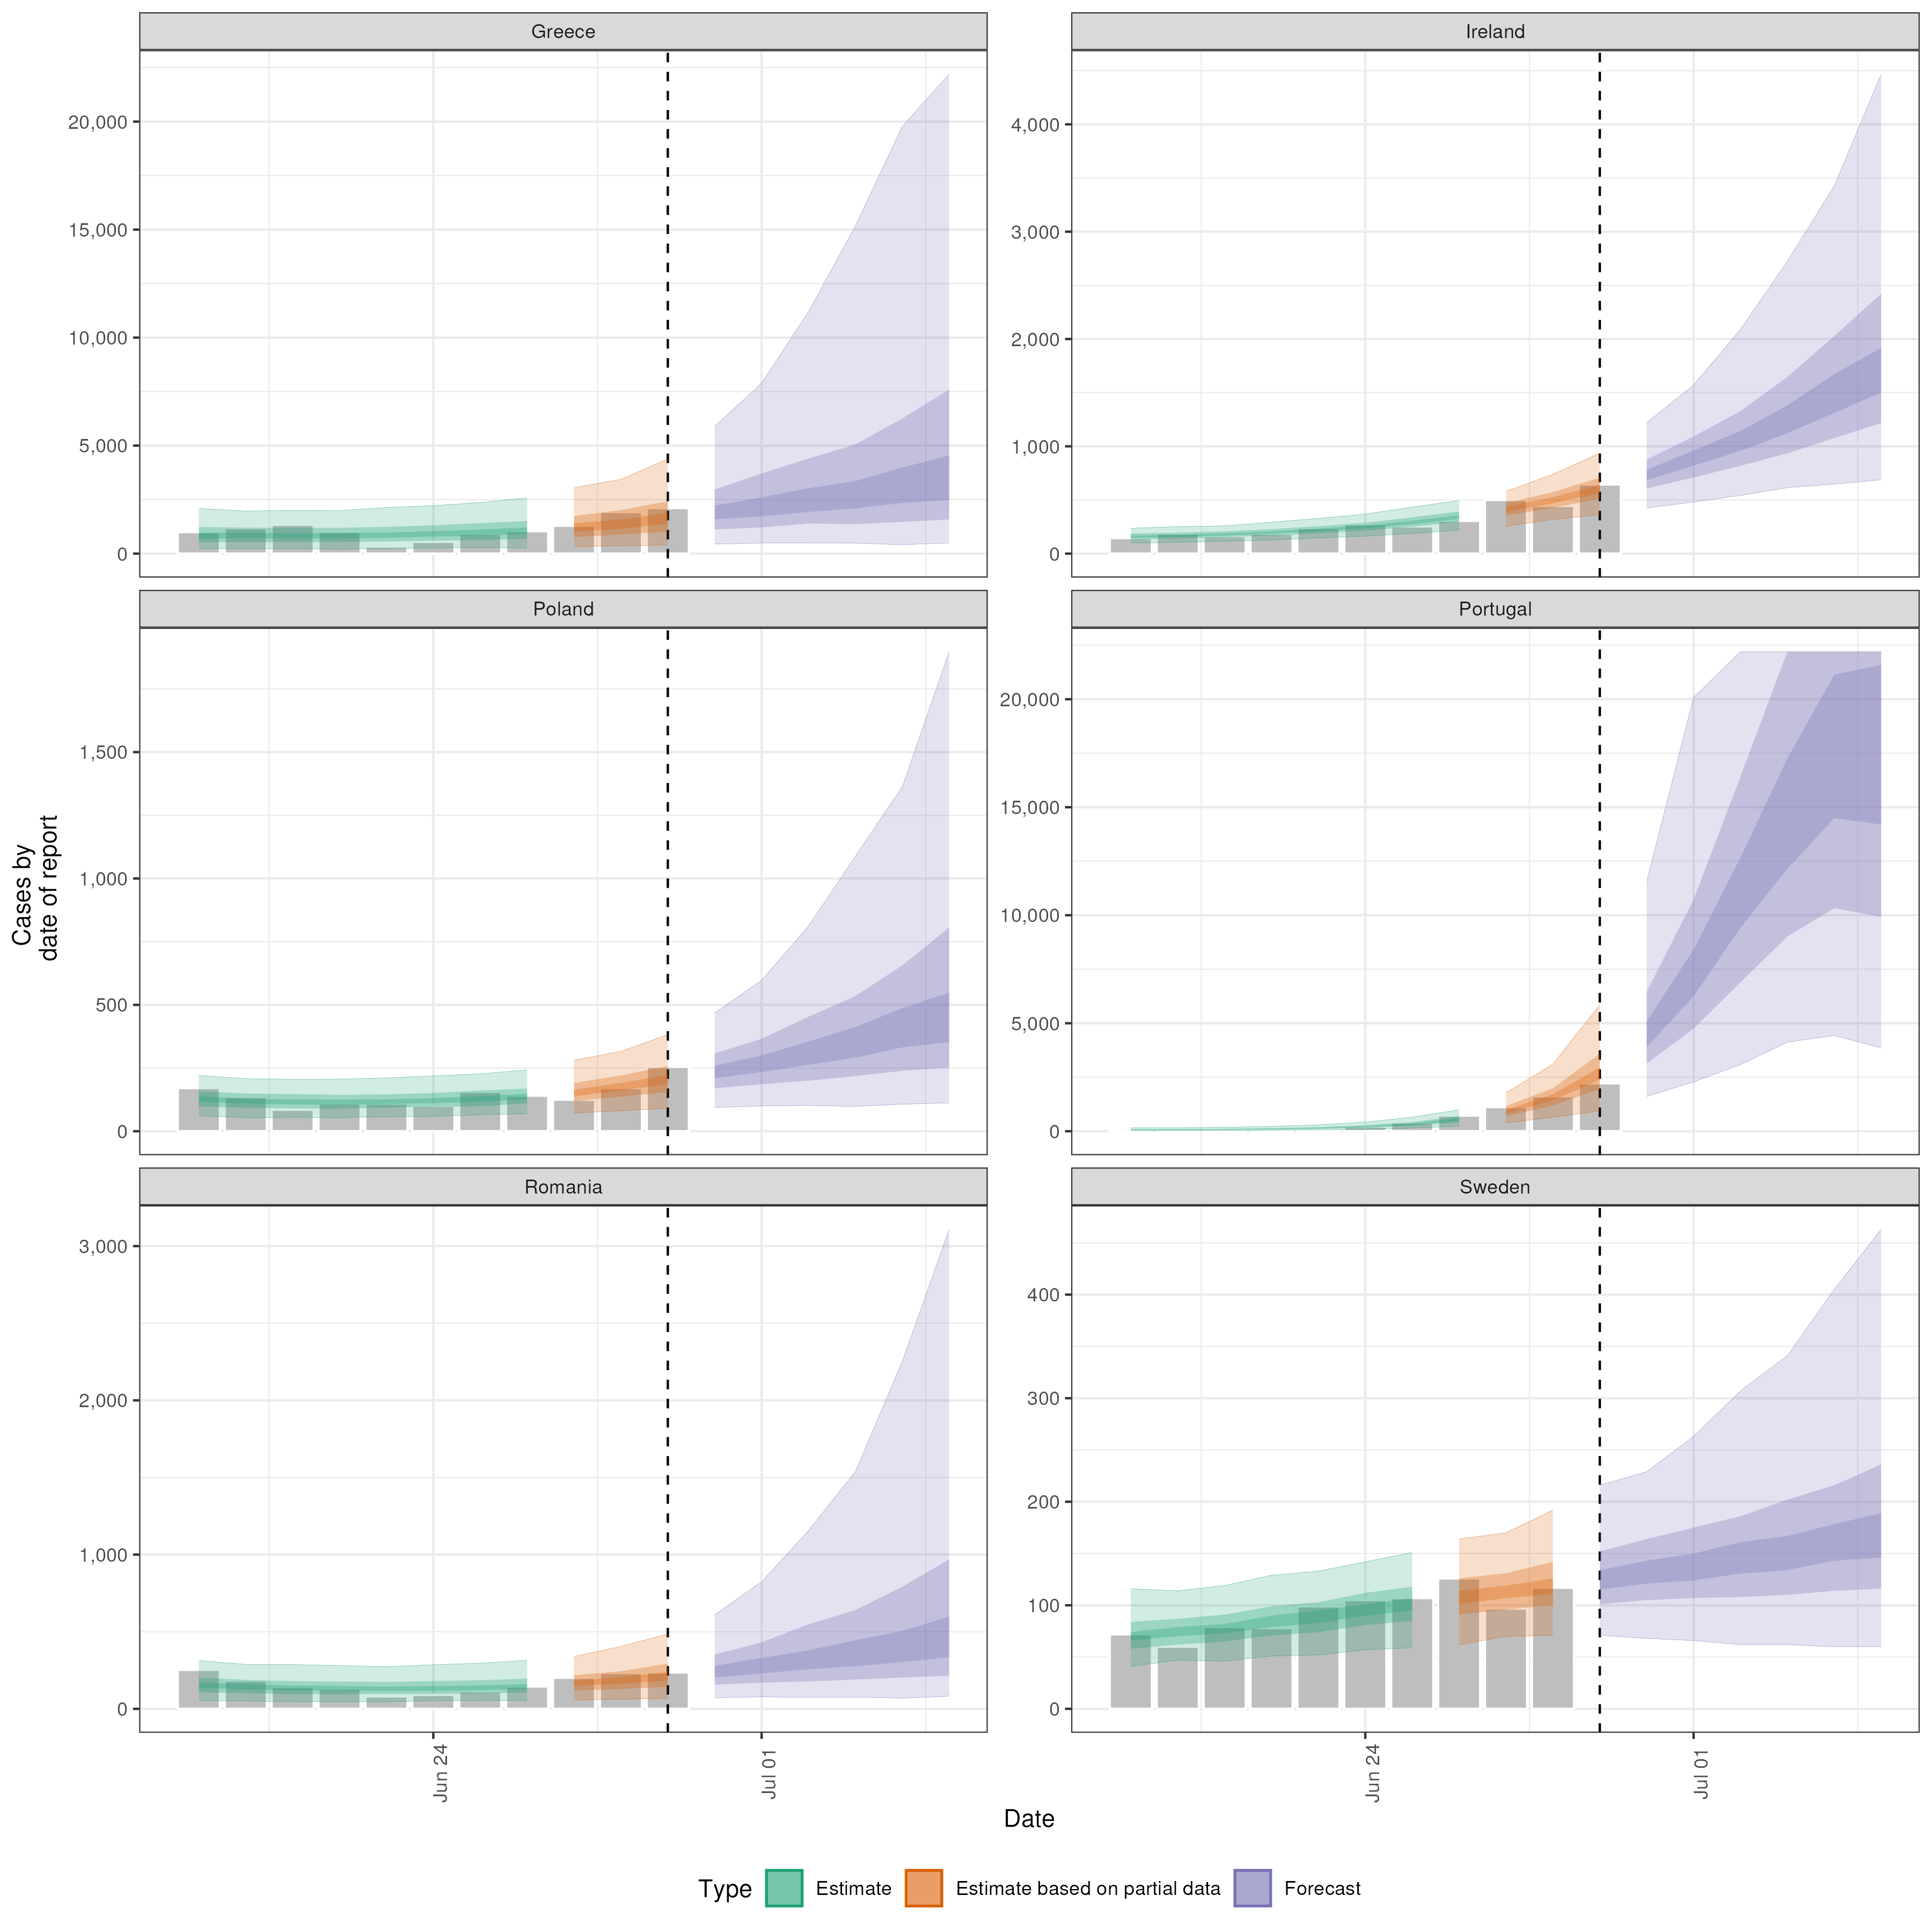 Greece
Ireland
20,000
15,000
10,000
5,000
0
4,000
3,000
2,000
1,000
0
Poland
Portugal
1,500
1,000
500
0
20,000
15,000
10,000
5,000
0
Cases by
date of report
Romania
Sweden
3,000
2,000
1,000
0
400
300
200
100
0
Jun 24
Jul 01
Jun 24
Jul 01
Date
Type Estimate Estimate based on partial data Forecast